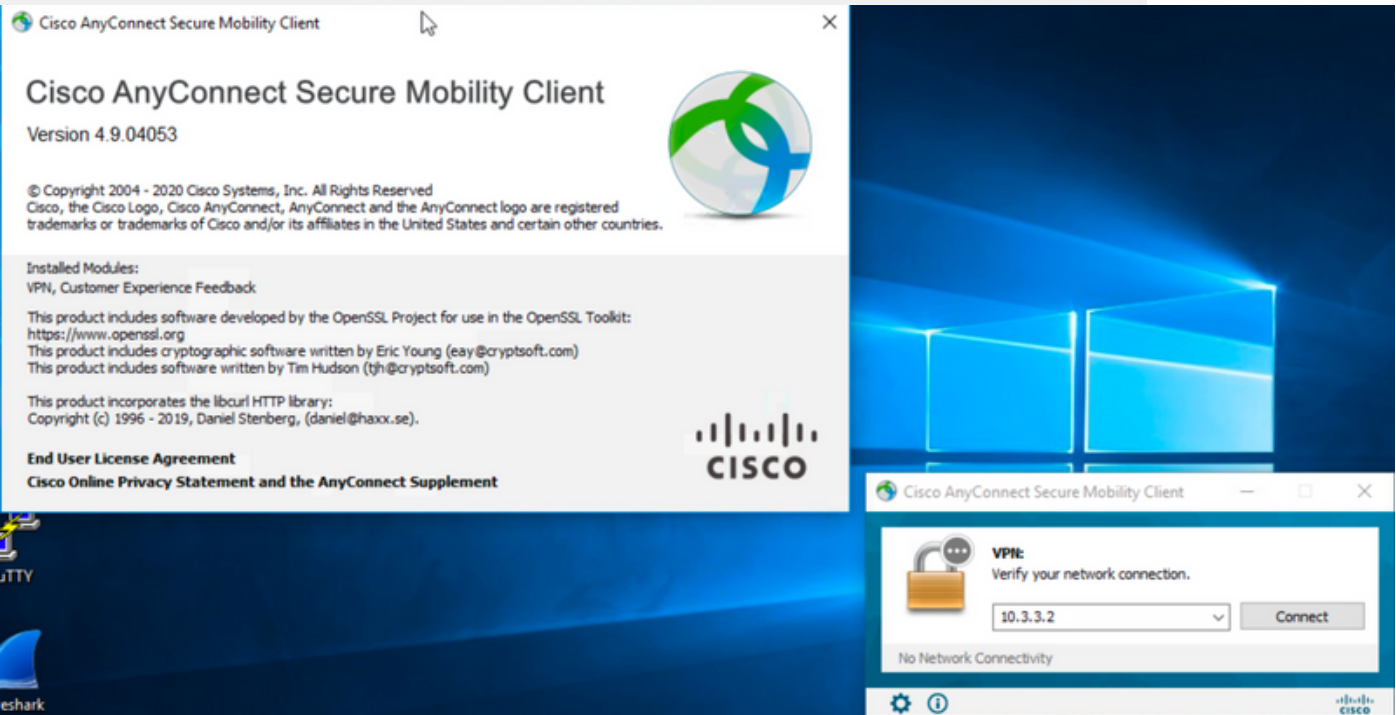 Cisco AnyConnect Secure Mobility Client
Cisco AnyConnect Secure Mobility Client
Version 4.9.04053
© Copyright 2004 - 2020 Cisco Systems, Inc. All Rights Reserved
Cisco, the Cisco Logo, Cisco AnyConnect, AnyConnect and the AnyConnect logo are registered
trademarks or trademarks of Cisco and/or its affiliates in the United States and certain other countries.
Installed Modules:
VPN, Customer Experience Feedback
This product includes software developed by the OpenSSL Project for use in the OpenSSL Toolkit:
https://www.openssl.org
This product includes cryptographic software written by Eric Young (eay@cryptsoft.com)
This product includes software written by Tim Hudson (tjh@cryptsoft.com)
This product incorporates the libcurl HTTP library:
Copyright (c) 1996 - 2019, Daniel Stenberg, (daniel@haxx.se).
End User License Agreement
Cisco Online Privacy Statement and the AnyConnect Supplement
CISCO
uTTY
eshark
Cisco AnyConnect Secure Mobility Client
VPN:
Verify your network connection.
10.3.3.2
Connect
No Network Connectivity
CISCO